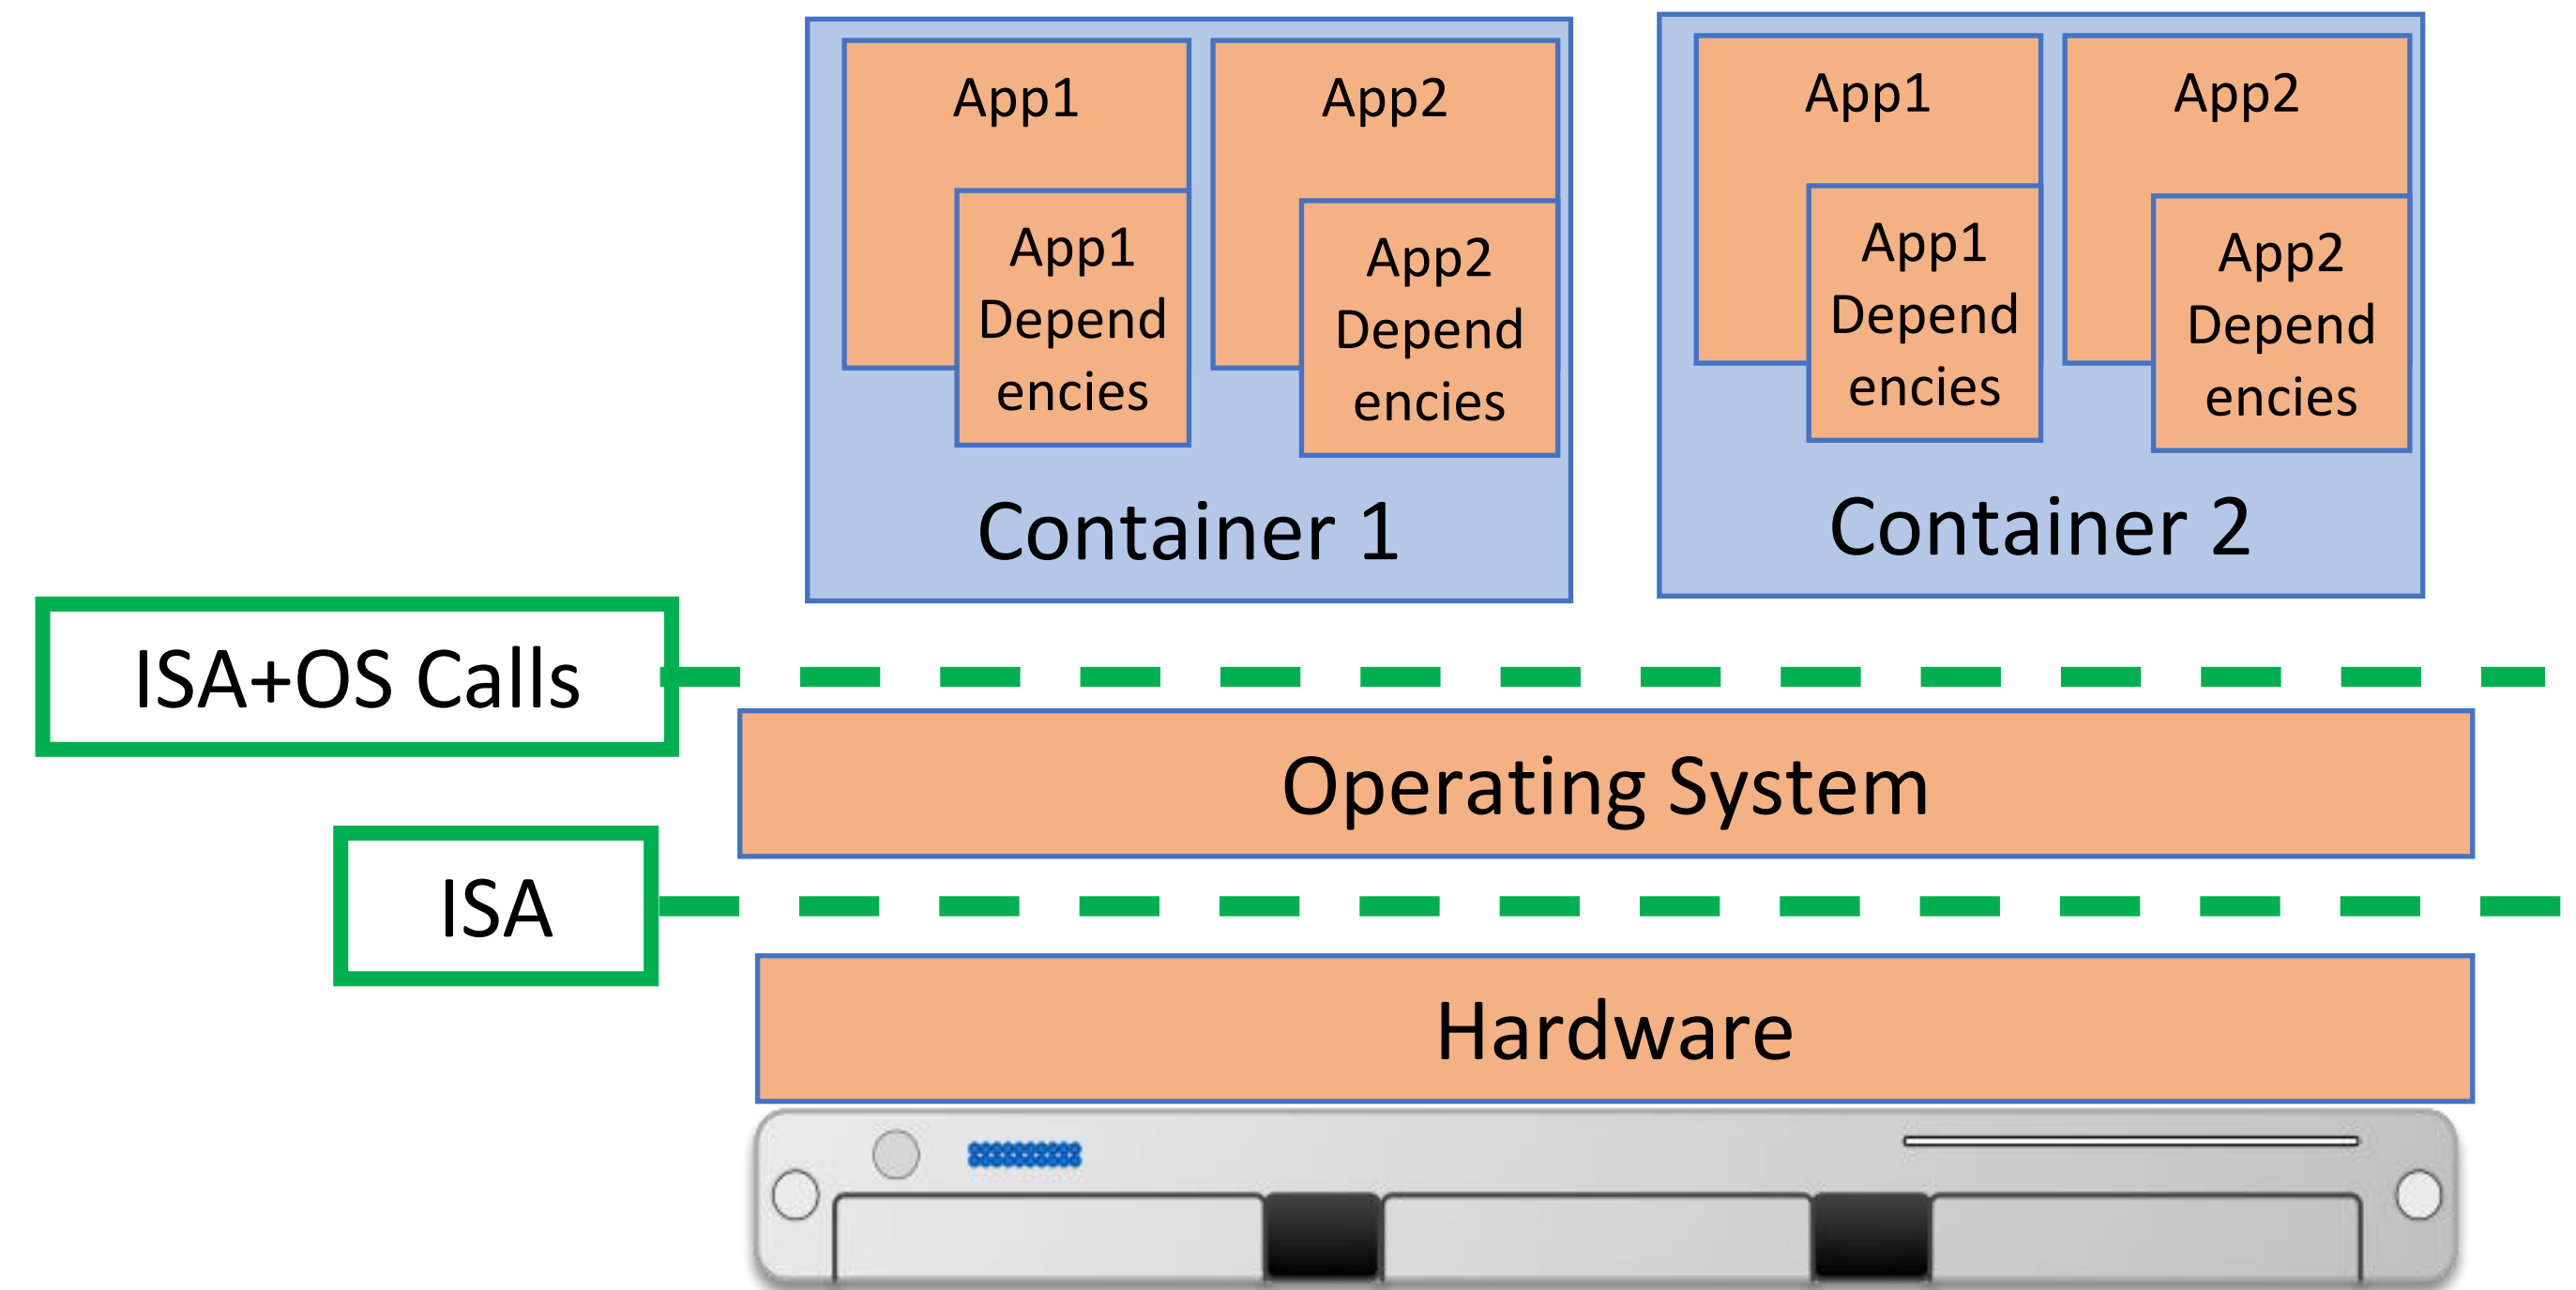 App1
App2
App1
Depend
encies
App2
Depend
encies
Container 1
App1
App2
App1
Depend
encies
App2
Depend
encies
Container 2
ISA+OS Calls
Operating System
ISA
Hardware